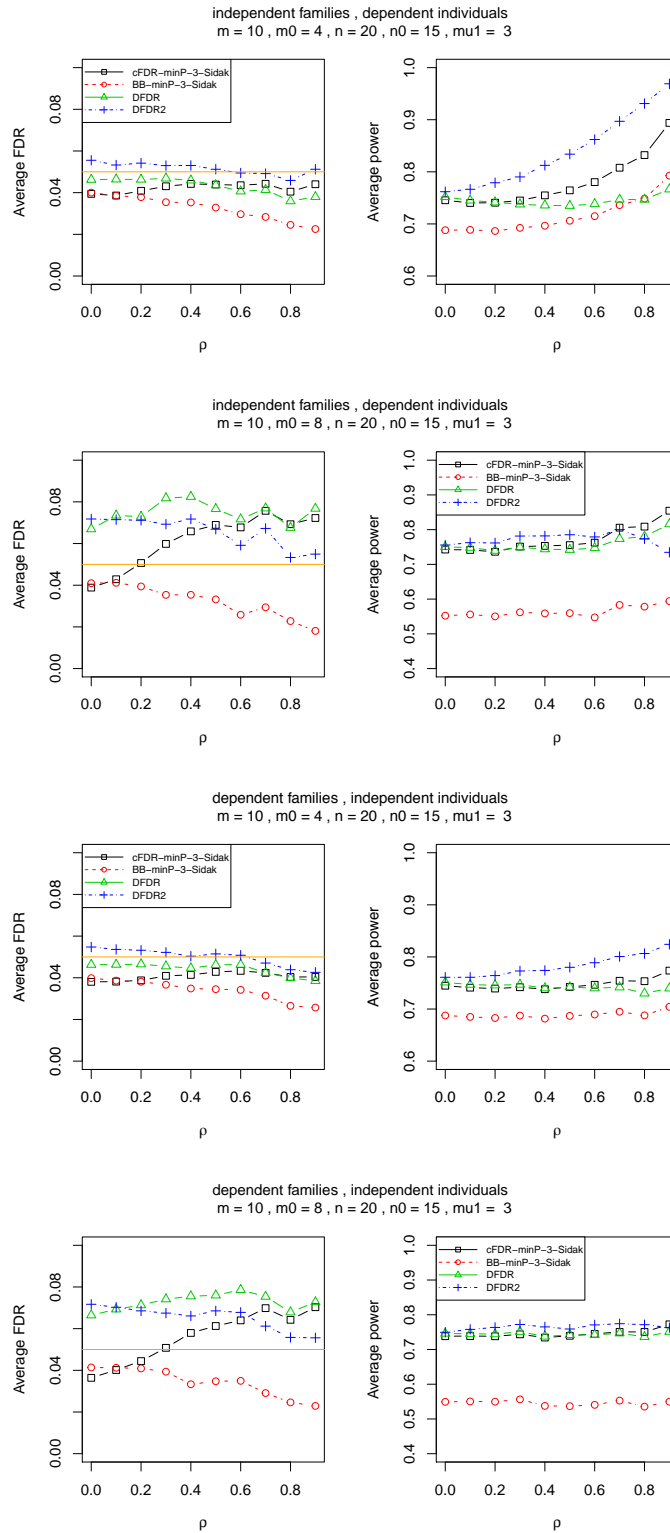 independent families , dependent individuals
m = 10 , m0 = 4 , n = 20 , n0 = 15 , mu1 = 3
Average FDR
0.00 0.04 0.08
cFDR-minP-3-Sidak
BB-minP-3-Sidak
DFDR
DFDR2
0.0 0.2 0.4 0.6 0.8
ρ
Average power
0.6 0.7 0.8 0.9 1.0
0.0 0.2 0.4 0.6 0.8
ρ
independent families , dependent individuals
m = 10 , m0 = 8 , n = 20 , n0 = 15 , mu1 = 3
Average FDR
0.00 0.04 0.08
0.0 0.2 0.4 0.6 0.8
ρ
Average power
0.4 0.5 0.6 0.7 0.8 0.9 1.0
cFDR-minP-3-Sidak
BB-minP-3-Sidak
DFDR
DFDR2
0.0 0.2 0.4 0.6 0.8
ρ
dependent families , independent individuals
m = 10 , m0 = 4 , n = 20 , n0 = 15 , mu1 = 3
Average FDR
0.00 0.04 0.08
cFDR-minP-3-Sidak
BB-minP-3-Sidak
DFDR
DFDR2
0.0 0.2 0.4 0.6 0.8
ρ
Average power
0.6 0.7 0.8 0.9 1.0
0.0 0.2 0.4 0.6 0.8
ρ
dependent families , independent individuals
m = 10 , m0 = 8 , n = 20 , n0 = 15 , mu1 = 3
Average FDR
0.00 0.04 0.08
0.0 0.2 0.4 0.6 0.8
ρ
Average power
0.4 0.5 0.6 0.7 0.8 0.9 1.0
cFDR-minP-3-Sidak
BB-minP-3-Sidak
DFDR
DFDR2
0.0 0.2 0.4 0.6 0.8
ρ